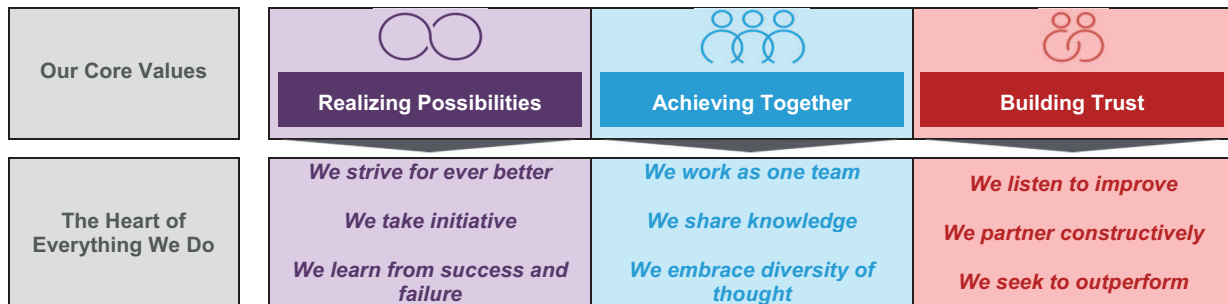 Our Core Values
Realizing Possibilities
Achieving Together
Building Trust
The Heart of
Everything We Do
We strive for ever better
We take initiative
We learn from success and
failure
We work as one team
We share knowledge
We embrace diversity of
thought
We listen to improve
We partner constructively
We seek to outperform